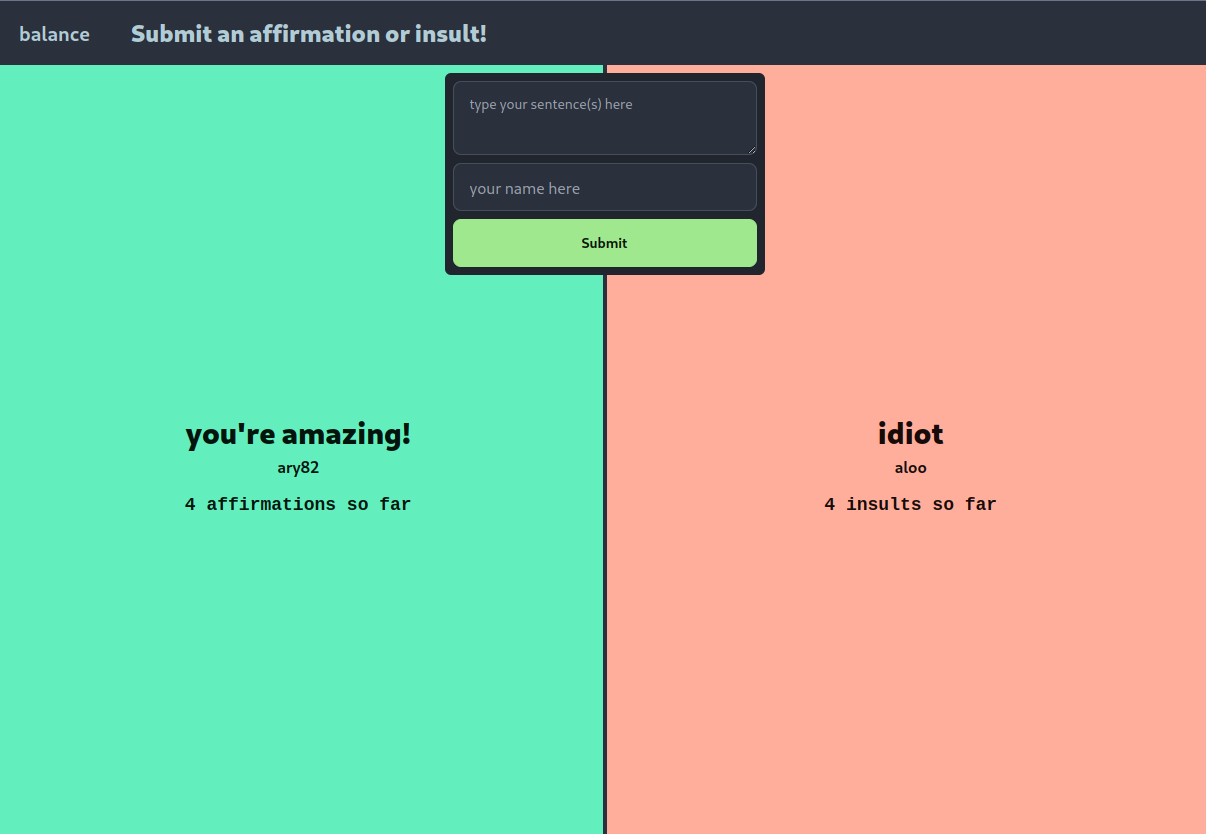 balance
Submit an affirmation or insult!
type your sentence(s) here
your name here
Submit
you're amazing!
ary82
4 affirmations so far
idiot
aloo
4 insults so far